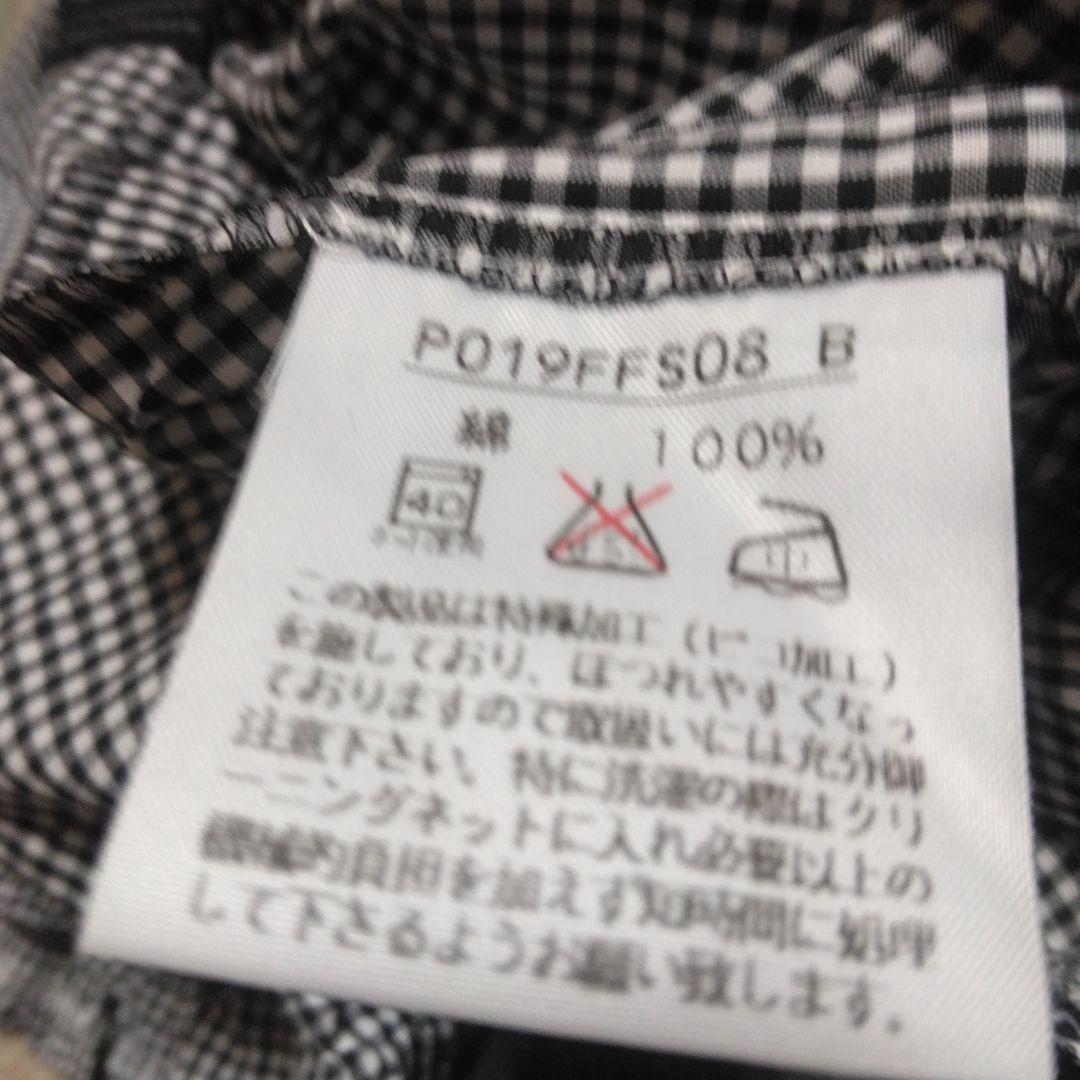 P019FFS08 B
綿 100%
40
この製品は特殊加工(ピコ加工)
を施しており、ほつれやすくなっ
ておりますので取扱いには充分御
注意下さい。特に洗濯の際はクリ
ーニングネットに入れ必要以上の
機械的負担を加えず短時間に処理
して下さるようお願い致します。